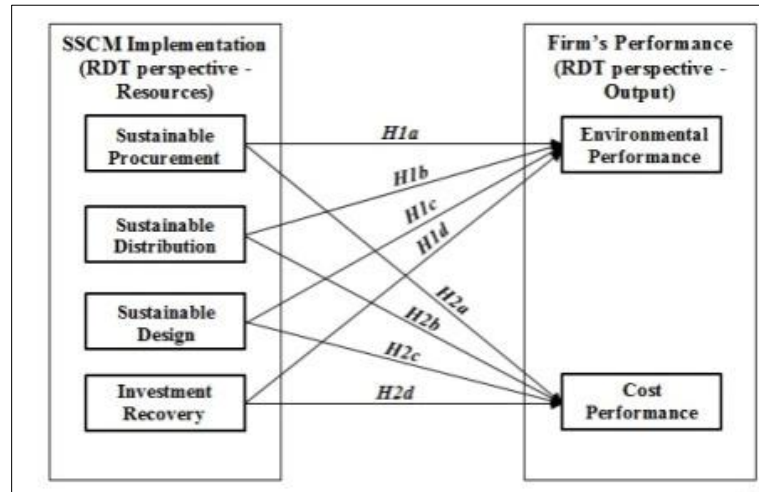 SSCM Implementation
(RDT perspective -
Resources)
Sustainable
Procurement
Sustainable
Distribution
Sustainable
Design
Investment
Recovery
H1a
H1b
H1c
H1d
H2a
H2b
H2c
H2d
Firm's Performance
(RDT perspective -
Output)
Environmental
Performance
Cost
Performance